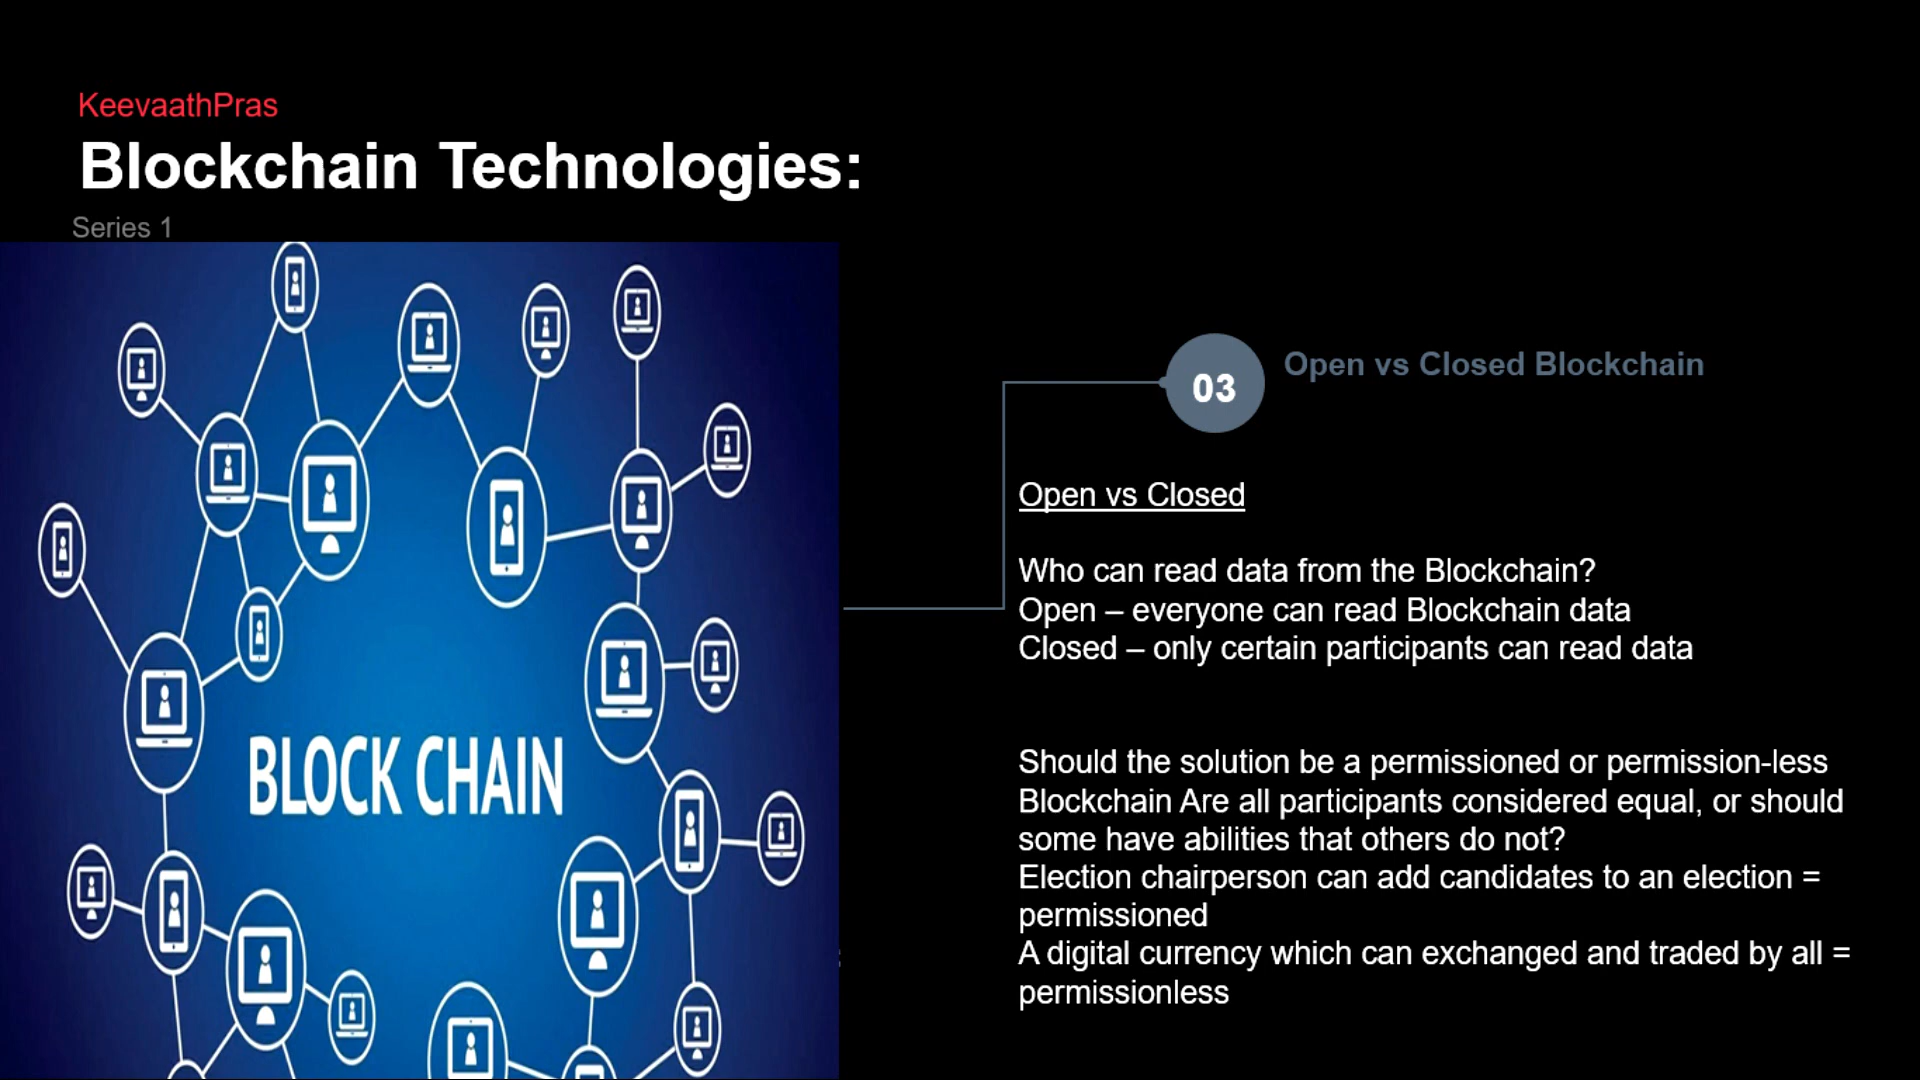 KeevaathPras
Blockchain Technologies:
Series 1
BLOCK CHAIN
03
Open vs Closed Blockchain
Open vs Closed
Who can read data from the Blockchain?
Open – everyone can read Blockchain data
Closed – only certain participants can read data
Should the solution be a permissioned or permission-less
Blockchain Are all participants considered equal, or should
some have abilities that others do not?
Election chairperson can add candidates to an election =
permissioned
A digital currency which can exchanged and traded by all =
permissionless